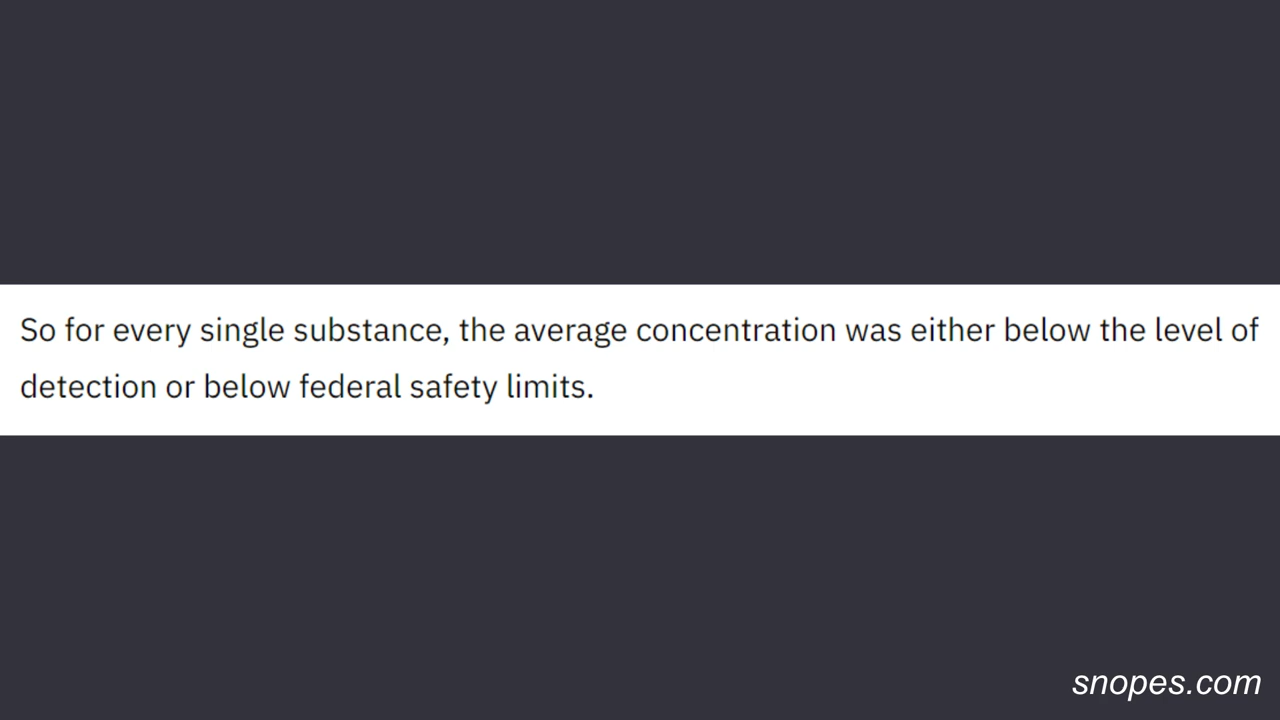 So for every single substance, the average concentration was either below the level of
detection or below federal safety limits.
snopes.com